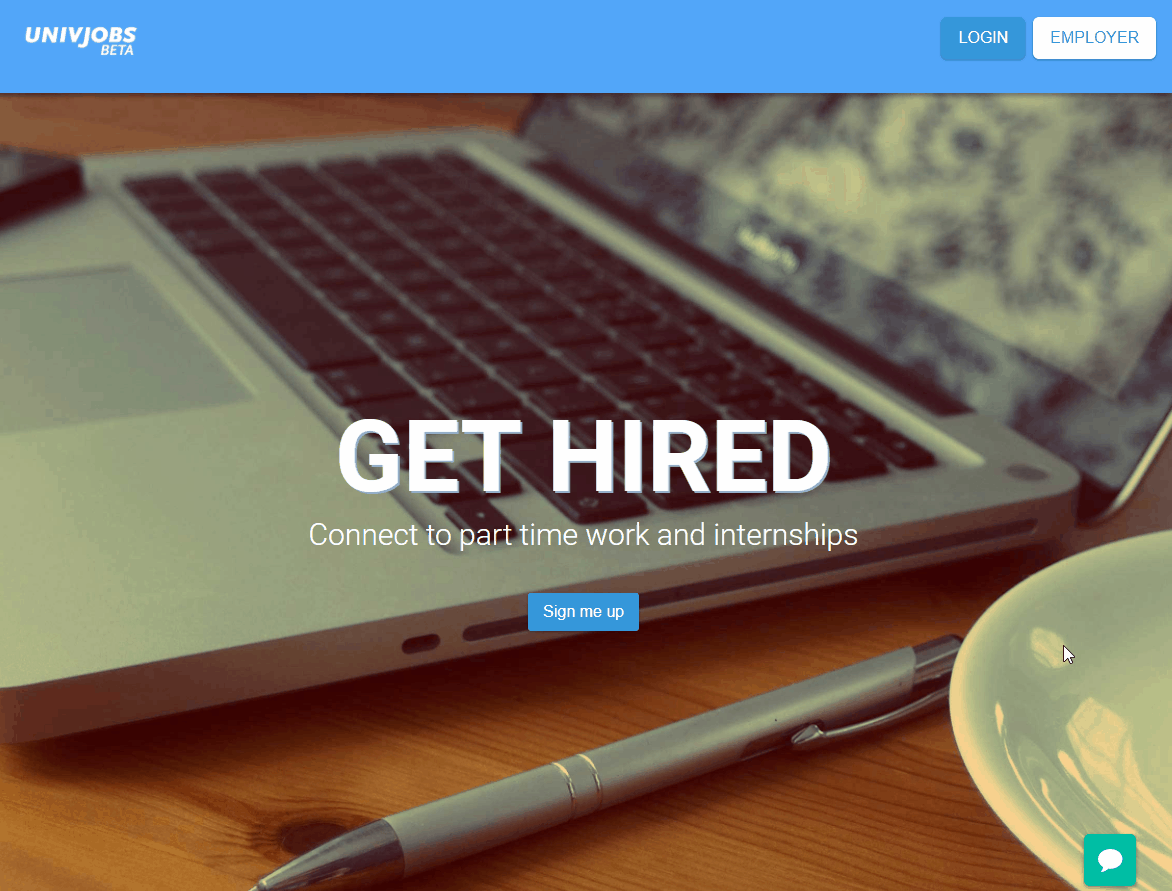 UNIVJOBS
BETA
LOGIN
EMPLOYER
GET HIRED
Connect to part time work and internships
Sign me up